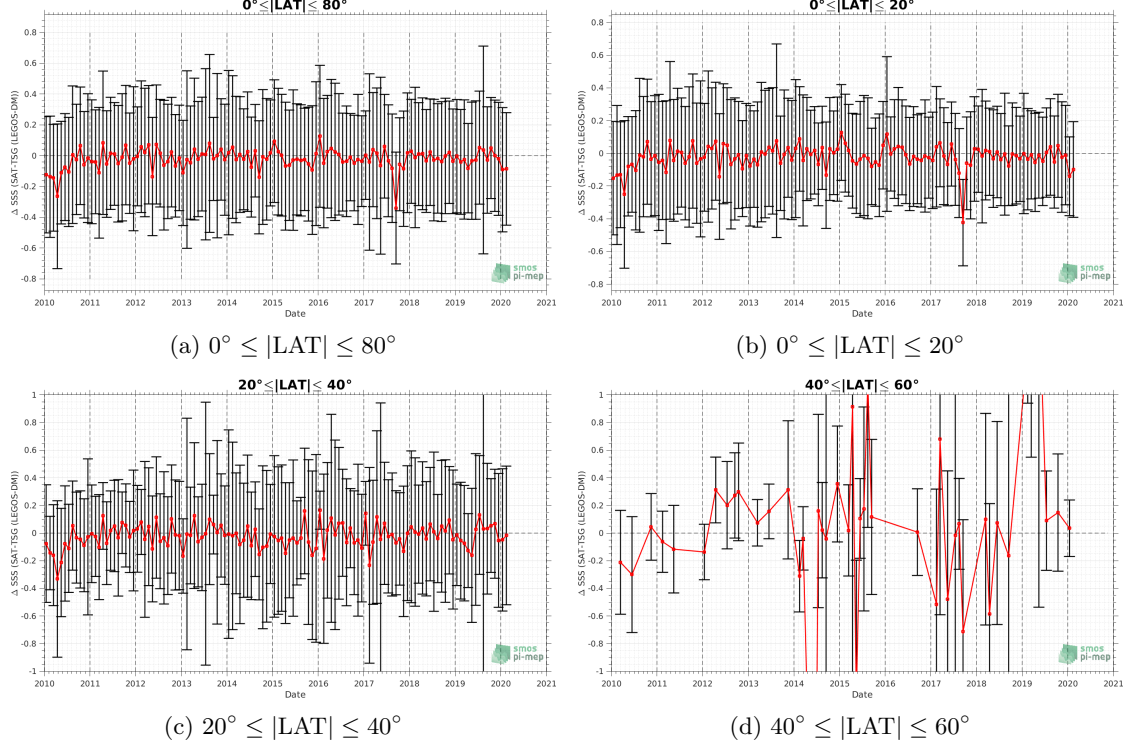 0°≤|LAT|≤ 80°
Δ SSS (SAT-TSG (LEGOS-DM))
0.8
0.6
0.4
0.2
0
-0.2
-0.4
-0.6
-0.8
2010 2011 2012 2013 2014 2015 2016 2017 2018 2019 2020 2021
Date
smos
pi-mep
(a) 0° ≤ |LAT| ≤ 80°
0°≤|LAT|≤ 20°
Δ SSS (SAT-TSG (LEGOS-DM))
0.8
0.6
0.4
0.2
0
-0.2
-0.4
-0.6
-0.8
2010 2011 2012 2013 2014 2015 2016 2017 2018 2019 2020 2021
Date
smos
pi-mep
(b) 0° ≤ |LAT| ≤ 20°
20°≤|LAT|≤ 40°
Δ SSS (SAT-TSG (LEGOS-DM))
1
0.8
0.6
0.4
0.2
0
-0.2
-0.4
-0.6
-0.8
-1
2010 2011 2012 2013 2014 2015 2016 2017 2018 2019 2020 2021
Date
smos
pi-mep
(c) 20° ≤ |LAT| ≤ 40°
40°≤|LAT|≤ 60°
Δ SSS (SAT-TSG (LEGOS-DM))
1
0.8
0.6
0.4
0.2
0
-0.2
-0.4
-0.6
-0.8
-1
2010 2011 2012 2013 2014 2015 2016 2017 2018 2019 2020 2021
Date
smos
pi-mep
(d) 40° ≤ |LAT| ≤ 60°